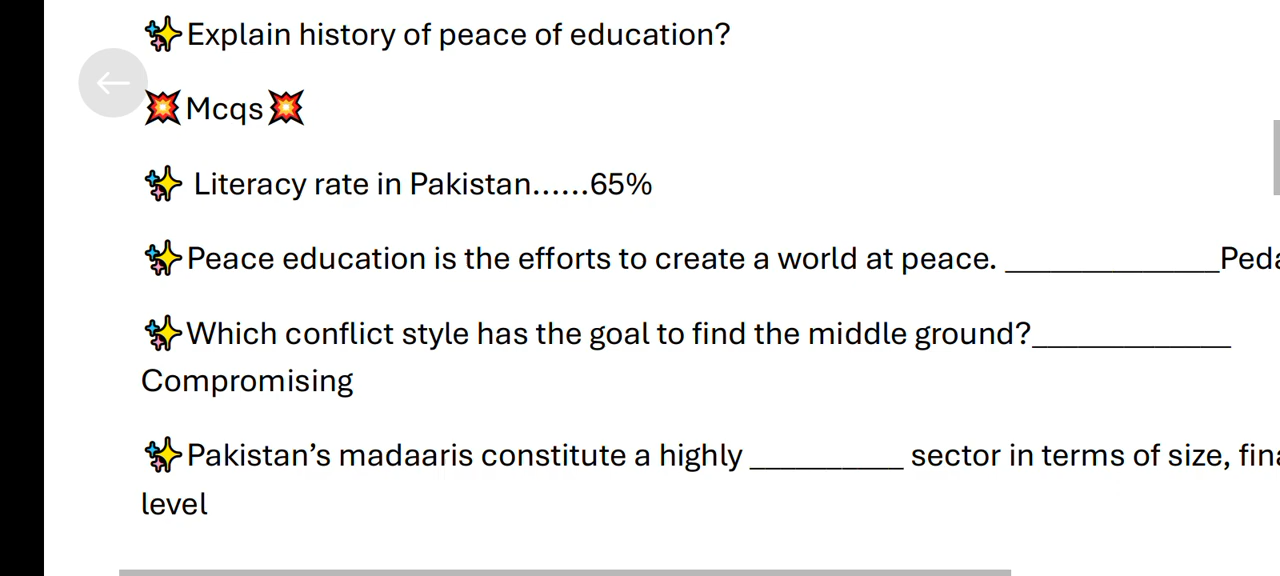 ✨Explain history of peace of education?
💥Mcqs💥
✨ Literacy rate in Pakistan......65%
✨Peace education is the efforts to create a world at peace. ______________Peda
✨Which conflict style has the goal to find the middle ground?_____________
Compromising
✨Pakistan’s madaaris constitute a highly __________ sector in terms of size, fina
level